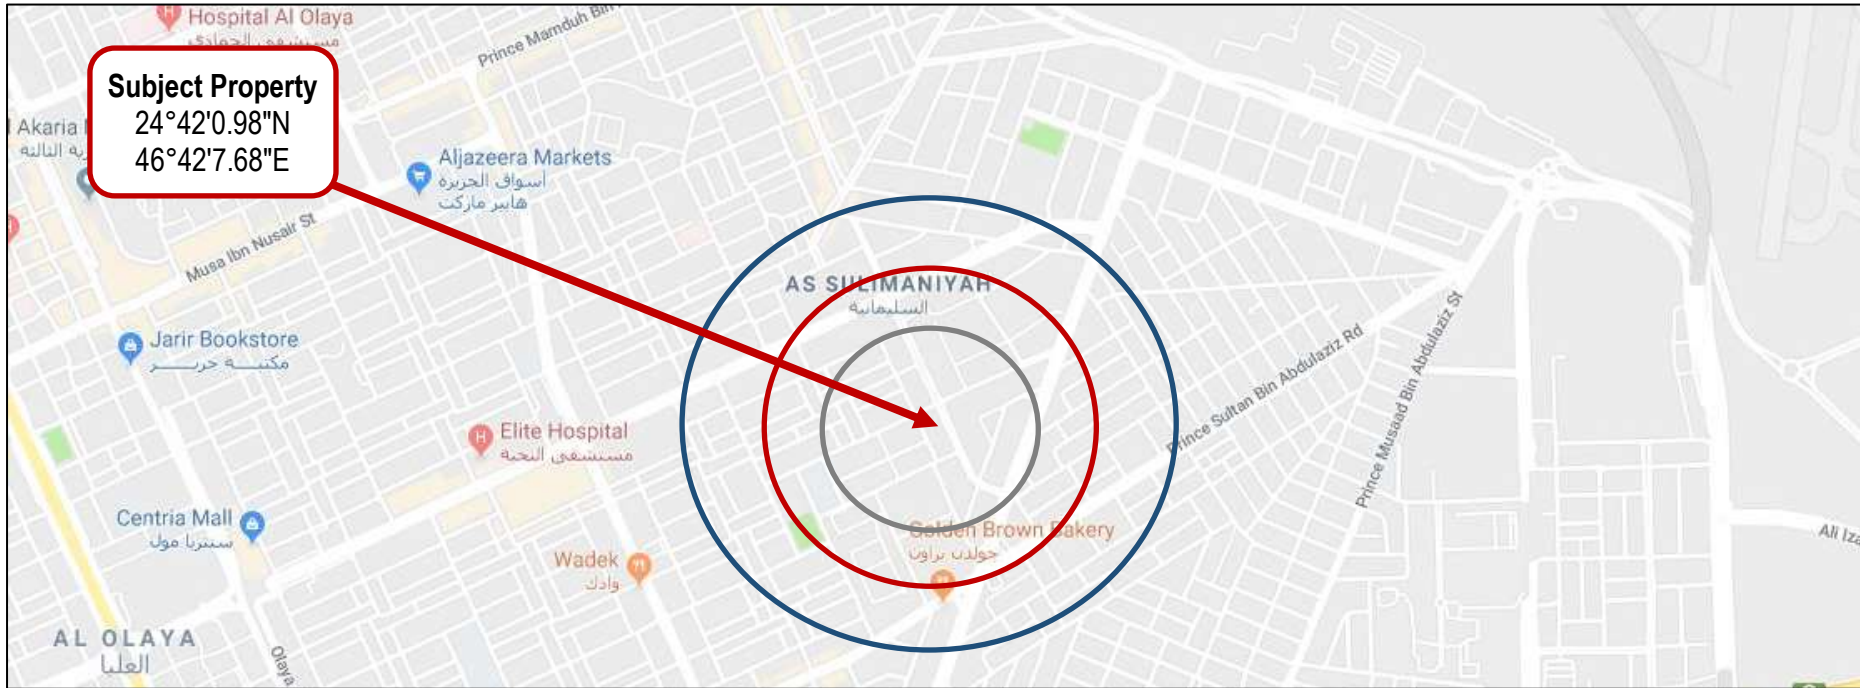 Hospital Al Olaya
مستشفى الحمادي
Prince Mamduh Bin
Subject Property
24°42'0.98"N
46°42'7.68"E
Akaria
الثالثة
Aljazeera Markets
أسواق الجزيرة
هايبر ماركت
Musa Ibn Nusair St
AS SULIMANIYAH
السليمانية
Jarir Bookstore
مكتبة جرير
Prince Sultan Bin Abdulaziz Rd
Prince Musaad Bin Abdulaziz St
Elite Hospital
مستشفى النخبة
Centria Mall
سنتريا مول
Golden Brown Bakery
جولدن براون
Wadek
وادك
Ali Iza
AL OLAYA
العليا
Olaya